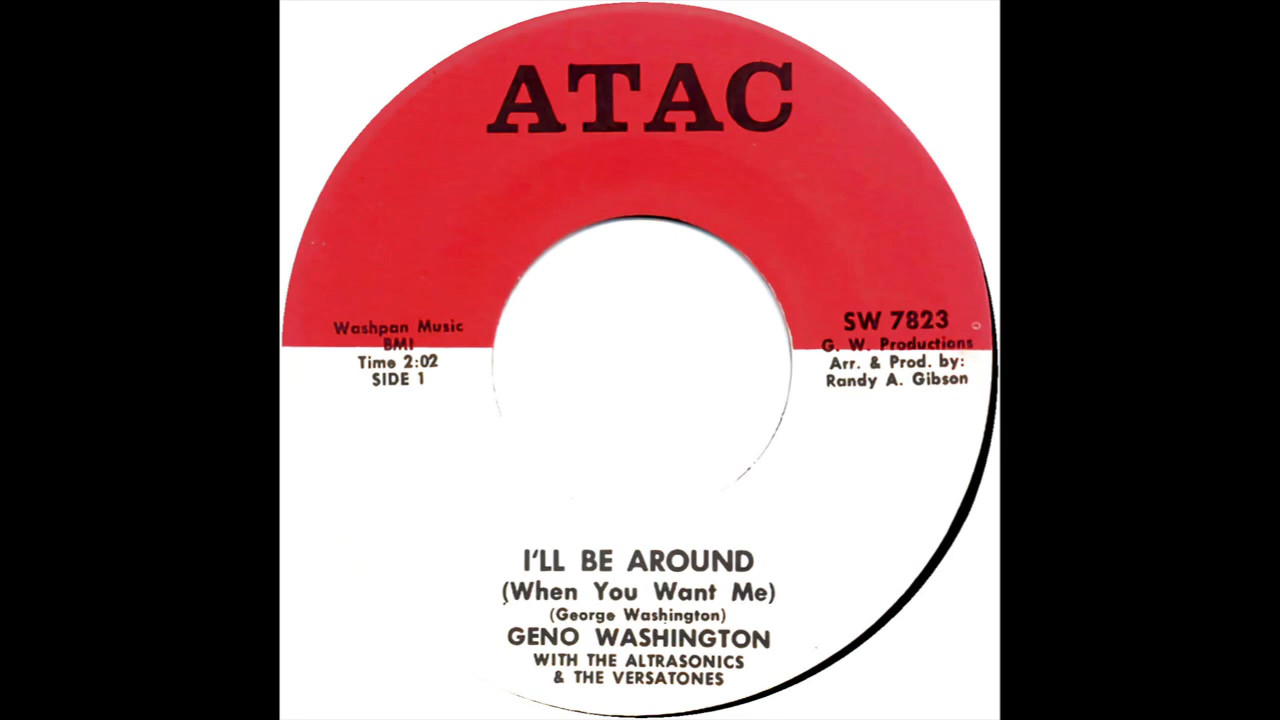 ATAC
Washpan Music
BMI
Time 2:02
SIDE 1
SW 7823
G. W. Productions
Arr. & Prod. by:
Randy A. Gibson
I'LL BE AROUND
(When You Want Me)
(George Washington)
GENO WASHINGTON
WITH THE ALTRASONICS
& THE VERSATONES